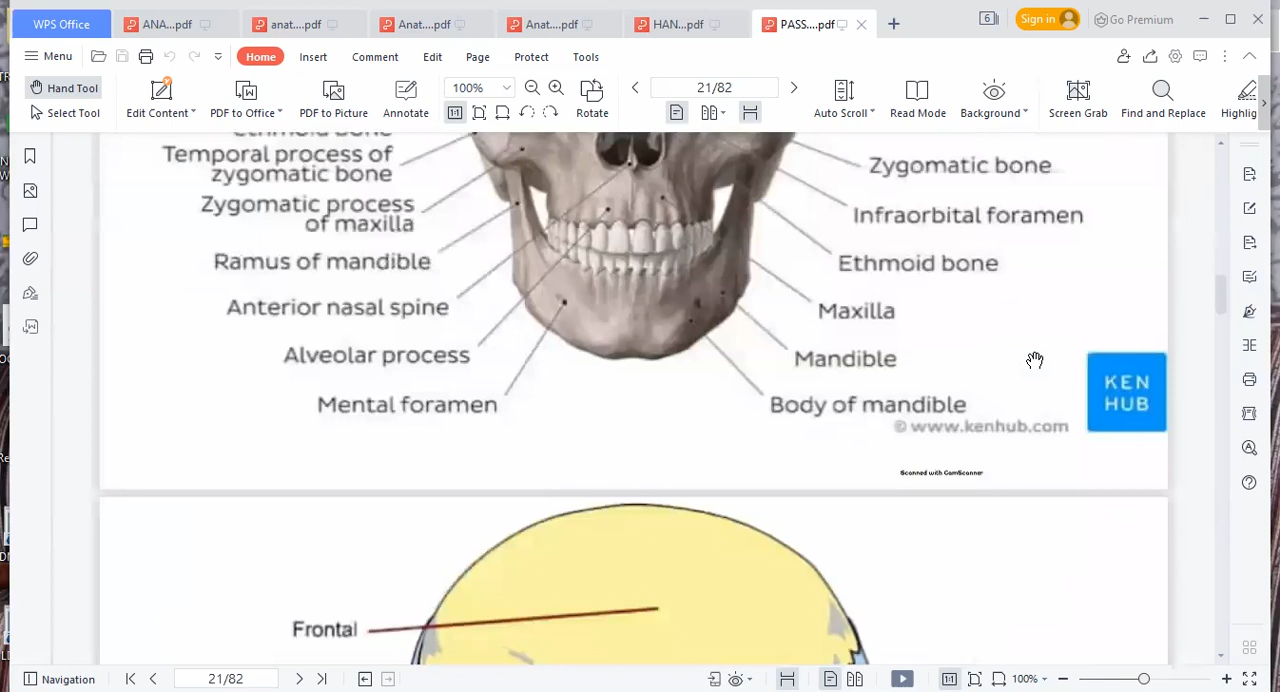 WPS Office
ANA....pdf
anat....pdf
Anat....pdf
Anat....pdf
HAN...pdf
PASS....pdf
6
Sign in
Go Premium
Menu
Home
Insert
Comment
Edit
Page
Protect
Tools
Hand Tool
Select Tool
Edit Content
PDF to Office
PDF to Picture
Annotate
100%
Rotate
21/82
Auto Scroll
Read Mode
Background
Screen Grab
Find and Replace
Highlig
Ethmoid bone
Temporal process of
zygomatic bone
Zygomatic process
of maxilla
Ramus of mandible
Anterior nasal spine
Alveolar process
Mental foramen
Zygomatic bone
Infraorbital foramen
Ethmoid bone
Maxilla
Mandible
Body of mandible
KEN
HUB
© www.kenhub.com
Scanned with CamScanner
Frontal
Navigation
21/82
100%